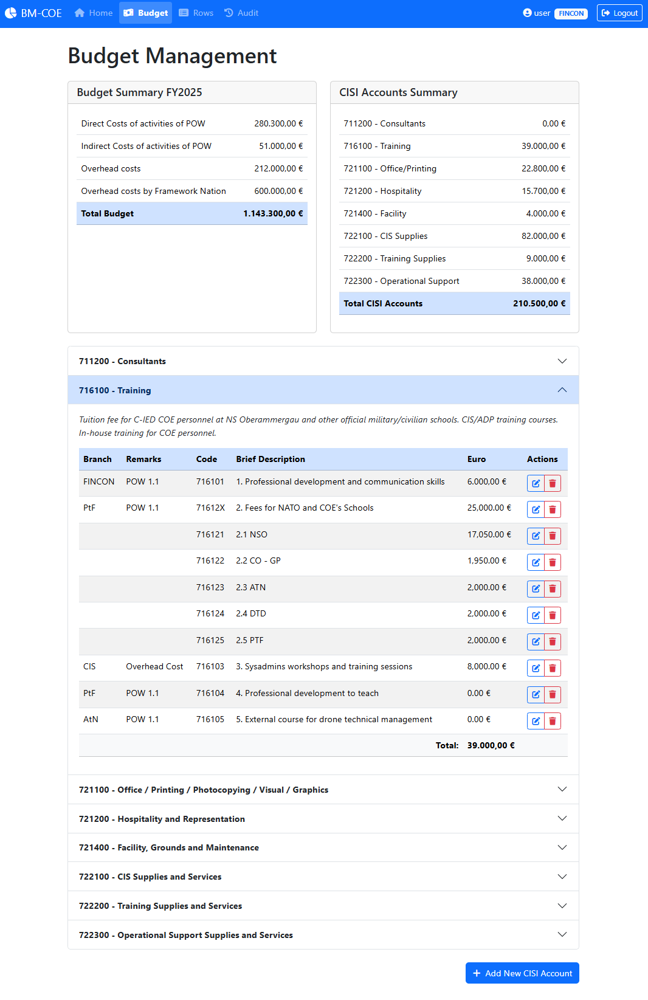 BM-COE Home Budget Rows Audit user FINCON Logout
Budget Management
Budget Summary FY2025
Direct Costs of activities of POW 280.300,00 €
Indirect Costs of activities of POW 51.000,00 €
Overhead costs 212.000,00 €
Overhead costs by Framework Nation 600.000,00 €
Total Budget 1.143.300,00 €
CISI Accounts Summary
711200 - Consultants 0,00 €
716100 - Training 39.000,00 €
721100 - Office/Printing 22.800,00 €
721200 - Hospitality 15.700,00 €
721400 - Facility 4.000,00 €
722100 - CIS Supplies 82.000,00 €
722200 - Training Supplies 9.000,00 €
722300 - Operational Support 38.000,00 €
Total CISI Accounts 210.500,00 €
711200 - Consultants
716100 - Training
Tuition fee for C-IED COE personnel at NS Oberammergau and other official military/civilian schools. CIS/ADP training courses.
In-house training for COE personnel.
Branch Remarks Code Brief Description Euro Actions
FINCON POW 1.1 716101 1. Professional development and communication skills 6.000,00 €
PtF POW 1.1 71612X 2. Fees for NATO and COE's Schools 25,000.00 €
716121 2.1 NSO 17,050.00 €
716122 2.2 CO - GP 1,950.00 €
716123 2.3 ATN 2,000.00 €
716124 2.4 DTD 2,000.00 €
716125 2.5 PTF 2,000.00 €
CIS Overhead Cost 716103 3. Sysadmins workshops and training sessions 8,000.00 €
PtF POW 1.1 716104 4. Professional development to teach 0.00 €
AtN POW 1.1 716105 5. External course for drone technical management 0.00 €
Total: 39.000,00 €
721100 - Office / Printing / Photocopying / Visual / Graphics
721200 - Hospitality and Representation
721400 - Facility, Grounds and Maintenance
722100 - CIS Supplies and Services
722200 - Training Supplies and Services
722300 - Operational Support Supplies and Services
+ Add New CISI Account